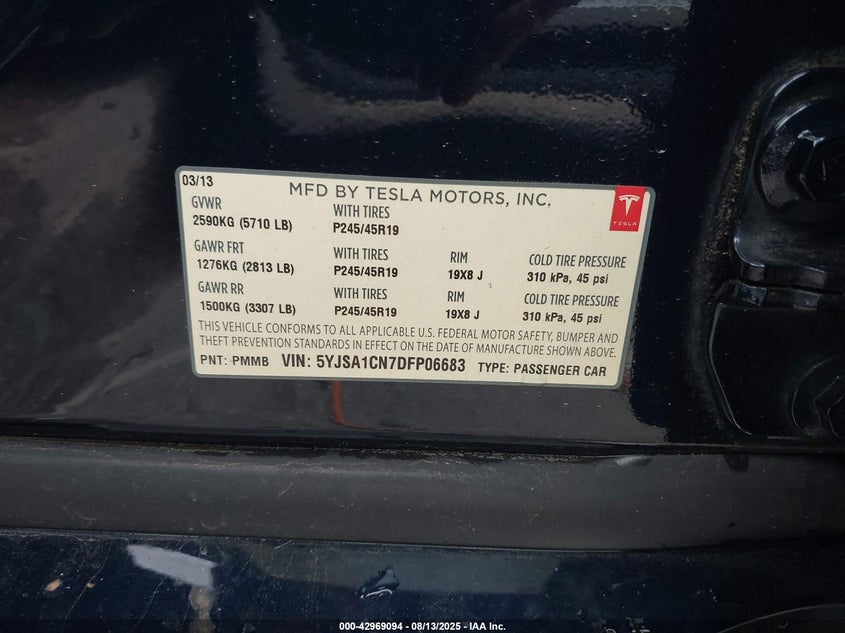 03/13
MFD BY TESLA MOTORS, INC.
TESLA
GVWR WITH TIRES
2590KG (5710 LB) P245/45R19
GAWR FRT WITH TIRES RIM COLD TIRE PRESSURE
1276KG (2813 LB) P245/45R19 19X8 J 310 kPa, 45 psi
GAWR RR WITH TIRES RIM COLD TIRE PRESSURE
1500KG (3307 LB) P245/45R19 19X8 J 310 kPa, 45 psi
THIS VEHICLE CONFORMS TO ALL APPLICABLE U.S. FEDERAL MOTOR SAFETY, BUMPER AND
THEFT PREVENTION STANDARDS IN EFFECT ON THE DATE OF MANUFACTURE SHOWN ABOVE.
PNT: PMMB VIN: 5YJSA1CN7DFP06683 TYPE: PASSENGER CAR
000-42969094 - 08/13/2025 - IAA Inc.